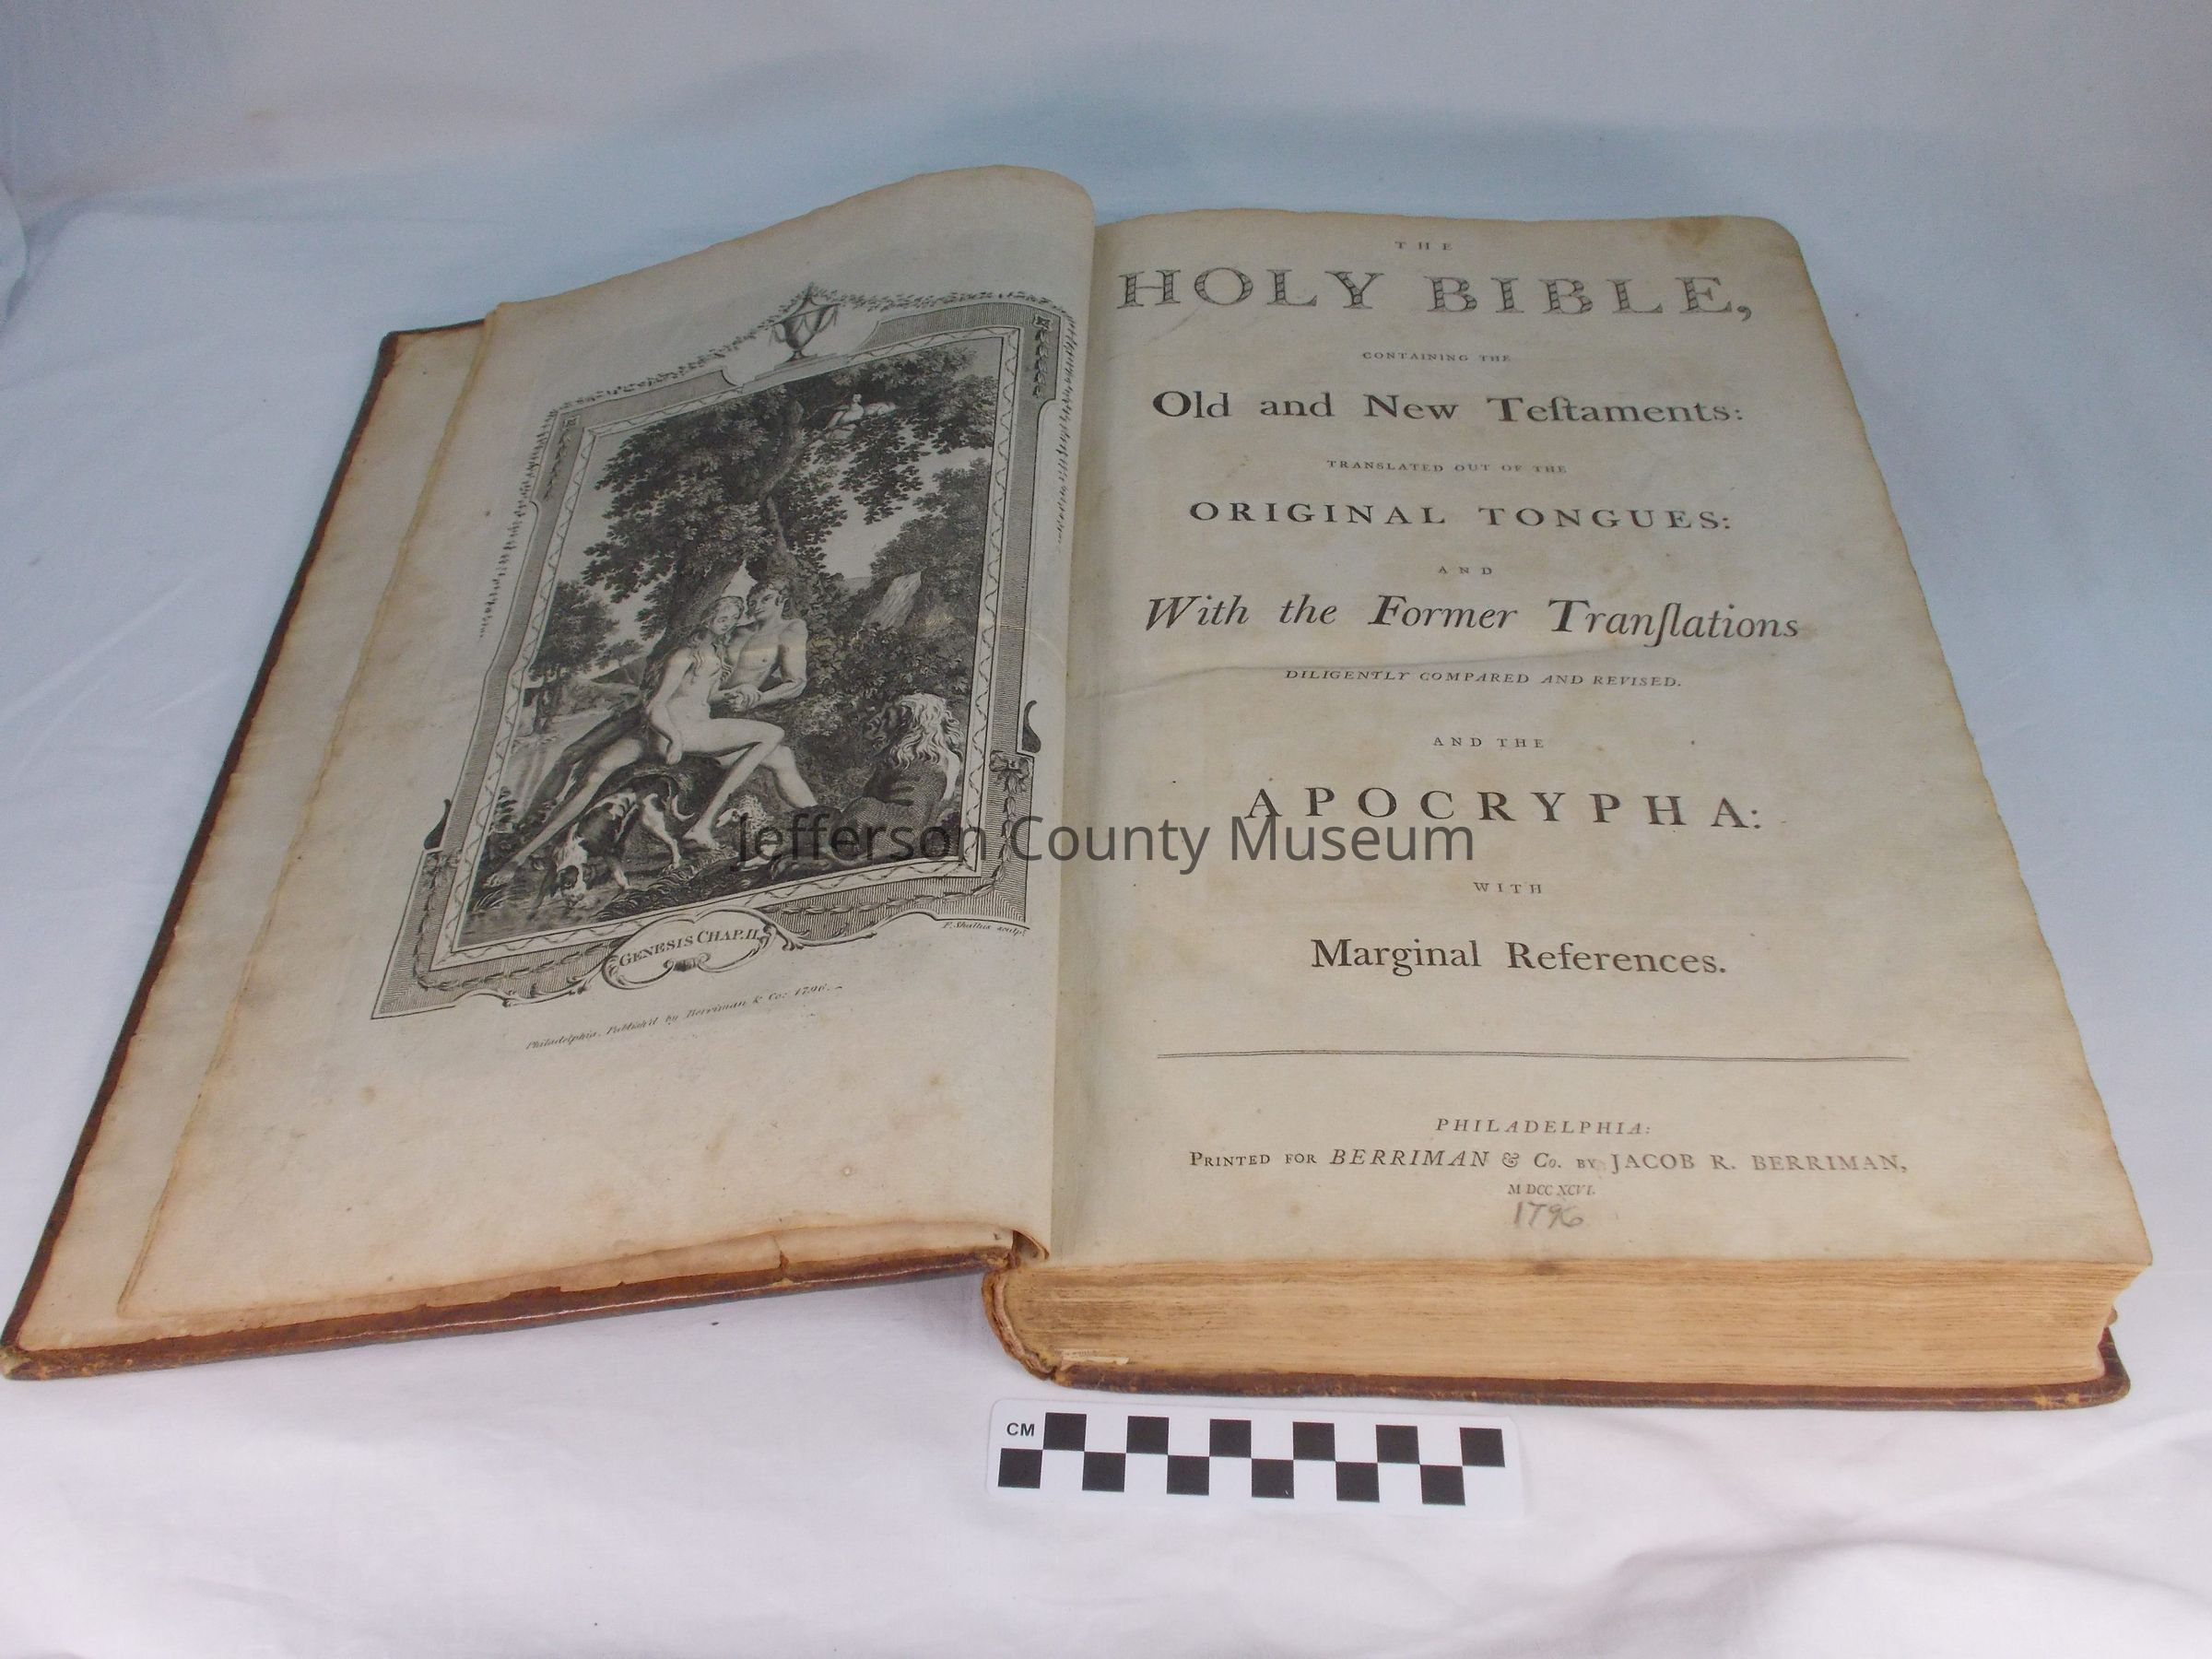 GENESIS CHAP. II.
F. Shallus sculpt.
Philadelphia. Publish'd by Berriman & Co: 1796.
THE
HOLY BIBLE,
CONTAINING THE
Old and New Teſtaments:
TRANSLATED OUT OF THE
ORIGINAL TONGUES:
AND
With the Former Tranſlations
DILIGENTLY COMPARED AND REVISED.
AND THE
APOCRYPHA:
WITH
Marginal References.
PHILADELPHIA:
PRINTED FOR BERRIMAN & Co. BY JACOB R. BERRIMAN,
M DCC XCVI.
1796
Jefferson County Museum
CM